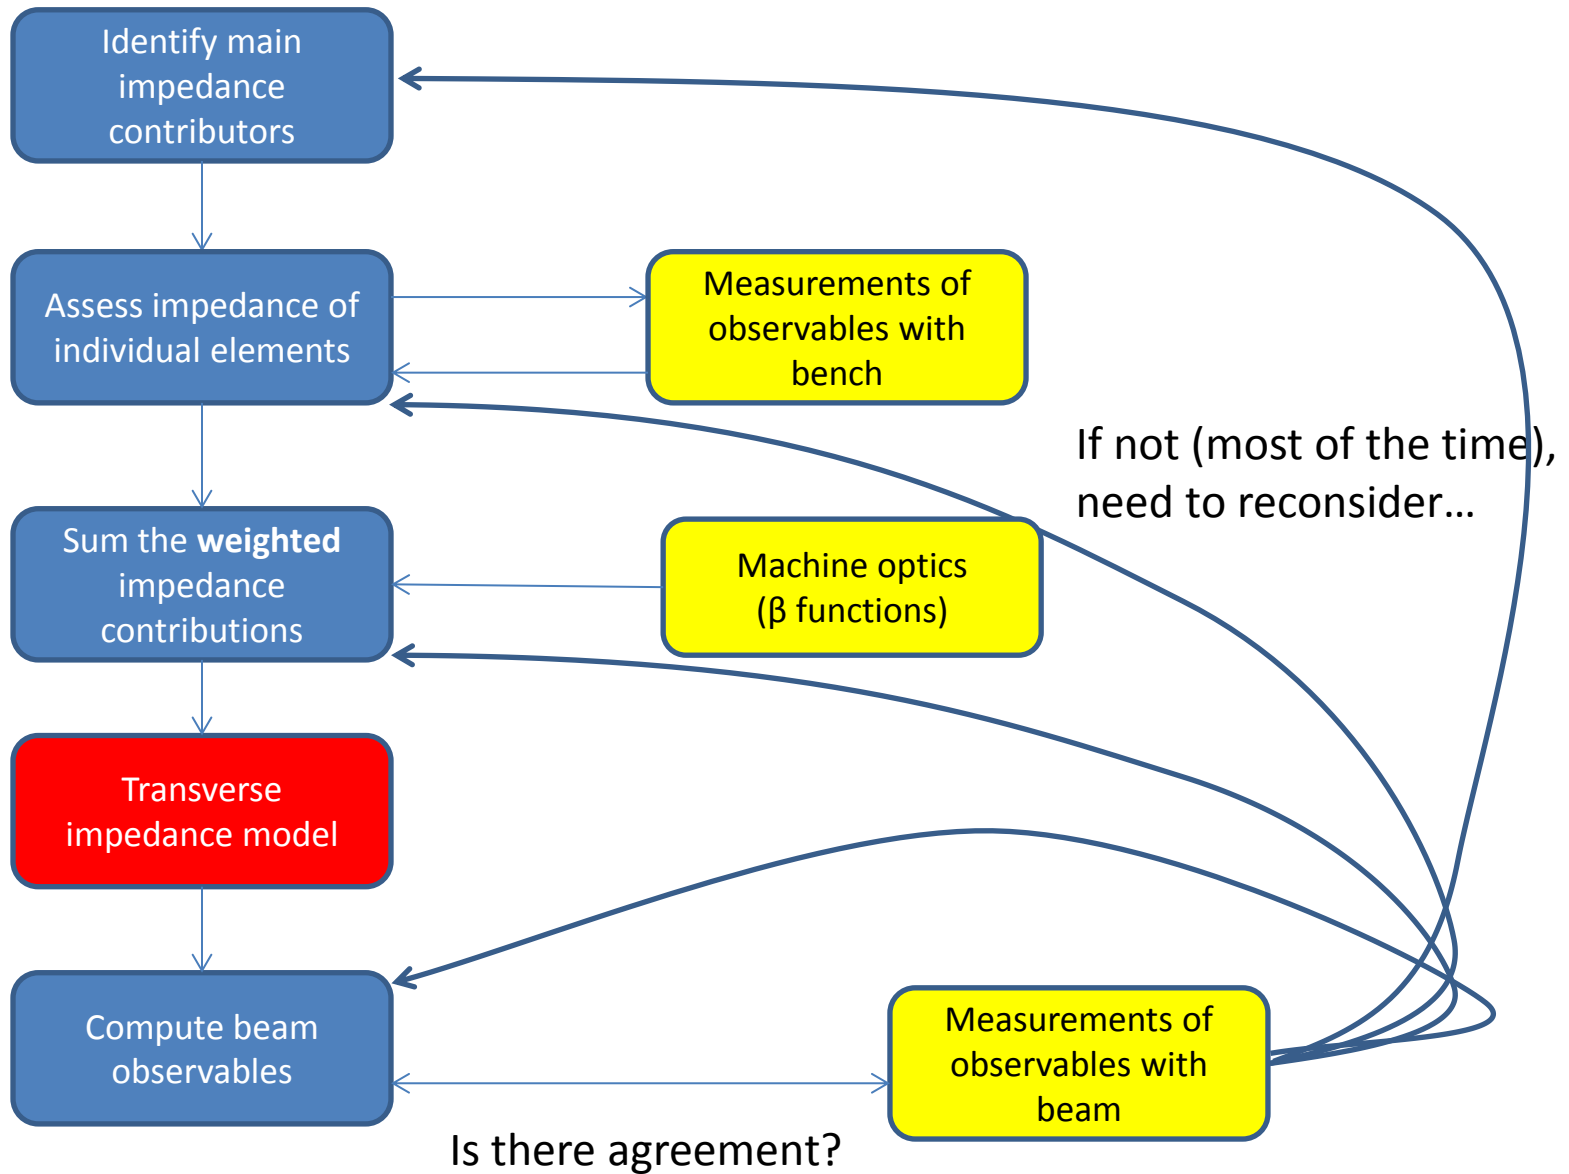 Identify main
impedance
contributors
Assess impedance of
individual elements
Measurements of
observables with
bench
If not (most of the time),
need to reconsider…
Sum the weighted
impedance
contributions
Machine optics
(β functions)
Transverse
impedance model
Compute beam
observables
Measurements of
observables with
beam
Is there agreement?